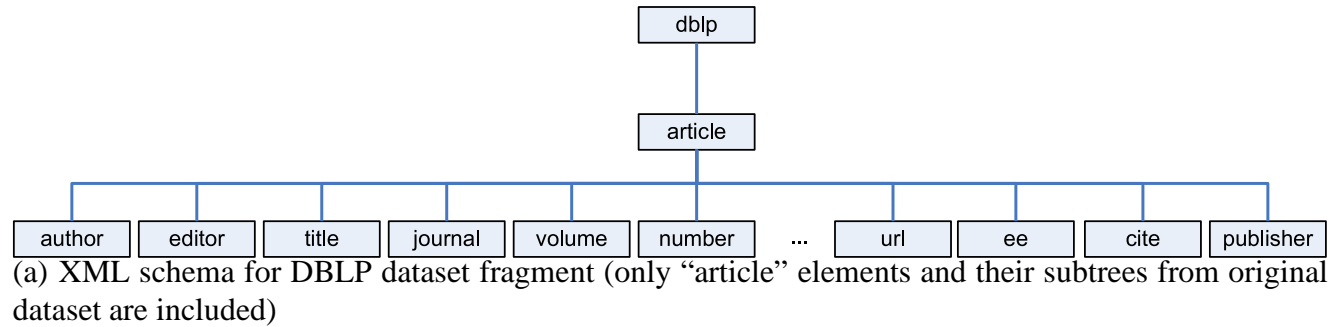 dblp
article
author editor title journal volume number ... url ee cite publisher
(a) XML schema for DBLP dataset fragment (only “article” elements and their subtrees from original
dataset are included)